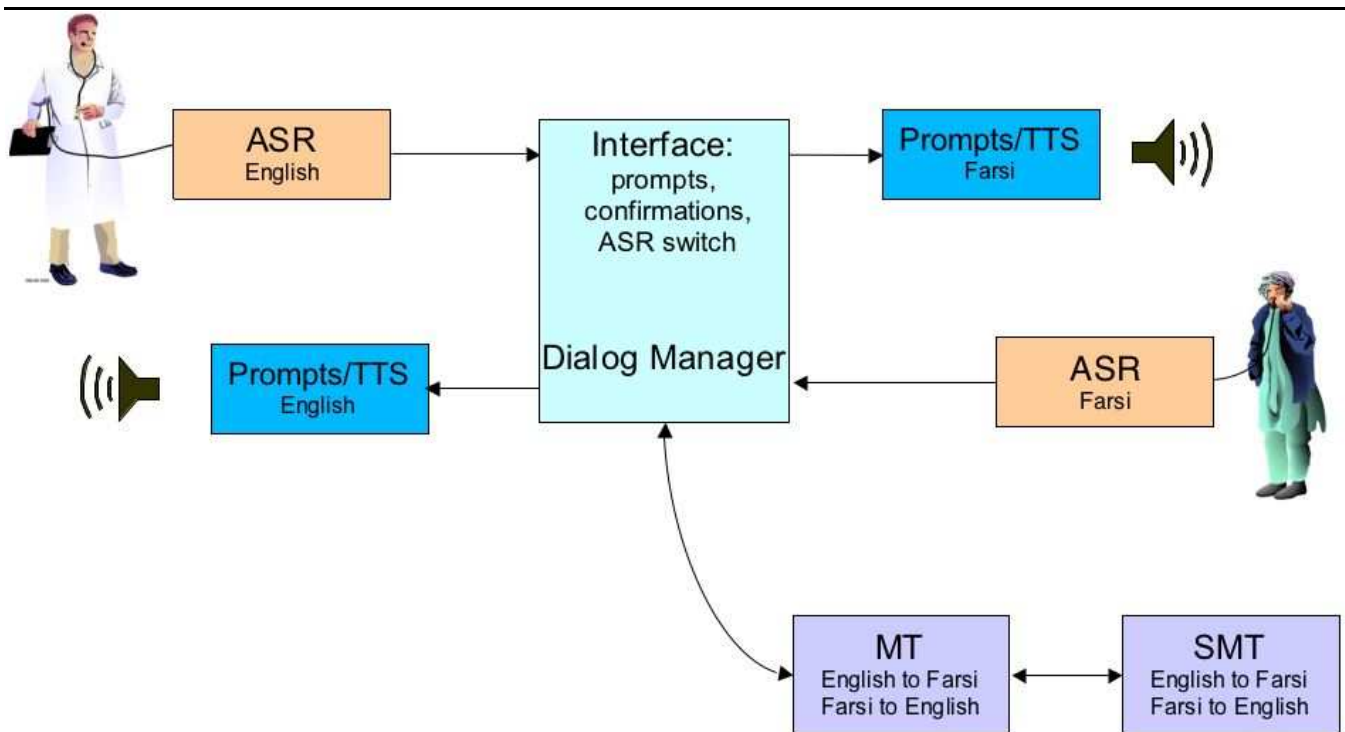 ASR
English
Interface:
prompts,
confirmations,
ASR switch
Dialog Manager
Prompts/TTS
Farsi
Prompts/TTS
English
ASR
Farsi
MT
English to Farsi
Farsi to English
SMT
English to Farsi
Farsi to English